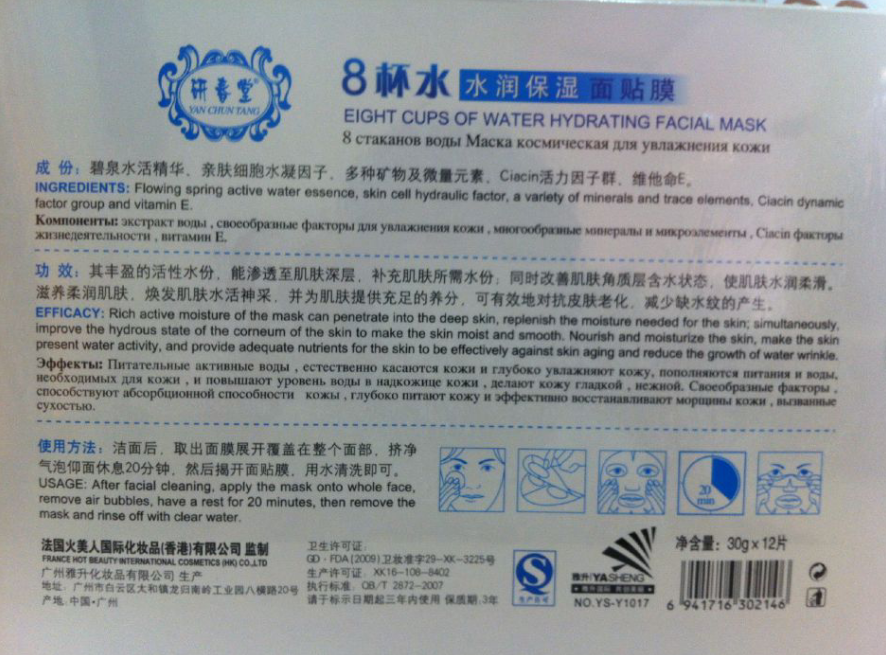 研春堂®
YAN CHUN TANG
8杯水 水润保湿 面贴膜
EIGHT CUPS OF WATER HYDRATING FACIAL MASK
8 стаканов воды Маска космическая для увлажнения кожи
成 份：碧泉水活精华、亲肤细胞水凝因子、多种矿物及微量元素、Ciacin活力因子群、维他命E。
INGREDIENTS: Flowing spring active water essence, skin cell hydraulic factor, a variety of minerals and trace elements, Ciacin dynamic
factor group and vitamin E.
Компоненты: экстракт воды , своеобразные факторы для увлажнения кожи , многообразные минералы и микроэлементы , Ciacin факторы
жизнедеятельности , витамин E.
功 效：其丰盈的活性水份，能渗透至肌肤深层，补充肌肤所需水份；同时改善肌肤角质层含水状态，使肌肤水润柔滑。
滋养柔润肌肤，焕发肌肤水活神采，并为肌肤提供充足的养分，可有效地对抗皮肤老化，减少缺水纹的产生。
EFFICACY: Rich active moisture of the mask can penetrate into the deep skin, replenish the moisture needed for the skin; simultaneously,
improve the hydrous state of the corneum of the skin to make the skin moist and smooth. Nourish and moisturize the skin, make the skin
present water activity, and provide adequate nutrients for the skin to be effectively against skin aging and reduce the growth of water wrinkle.
Эффекты: Питательные активные воды , естественно касаются кожи и глубоко увлажняют кожу, пополняются питания и воды,
необходимых для кожи , и повышают уровень воды в надкожице кожи , делают кожу гладкой , нежной. Своеобразные факторы ,
способствуют абсорбционной способности кожы , глубоко питают кожу и эффективно восстанавливают морщины кожи , вызванные
сухостью.
使用方法：洁面后，取出面膜展开覆盖在整个面部，挤净
气泡仰面休息20分钟，然后揭开面贴膜，用水清洗即可。
USAGE: After facial cleaning, apply the mask onto whole face,
remove air bubbles, have a rest for 20 minutes, then remove the
mask and rinse off with clear water.
20
min
法国火美人国际化妆品(香港)有限公司 监制
FRANCE HOT BEAUTY INTERNATIONAL COSMETICS (HK) CO.,LTD
广州雅升化妆品有限公司 生产
地址：广州市白云区大和镇龙归南岭工业园八横路20号
产地:中国·广州
卫生许可证：
GD·FDA(2009)卫妆准字29-XK-3225号
生产许可证：XK16-108-8402
执行标准：QB/T 2872-2007
请于标示日期起三年内使用 保质期:3年
生产许可
雅升 YASHENG
NO.YS-Y1017
净含量：30g×12片
6 941716 302146